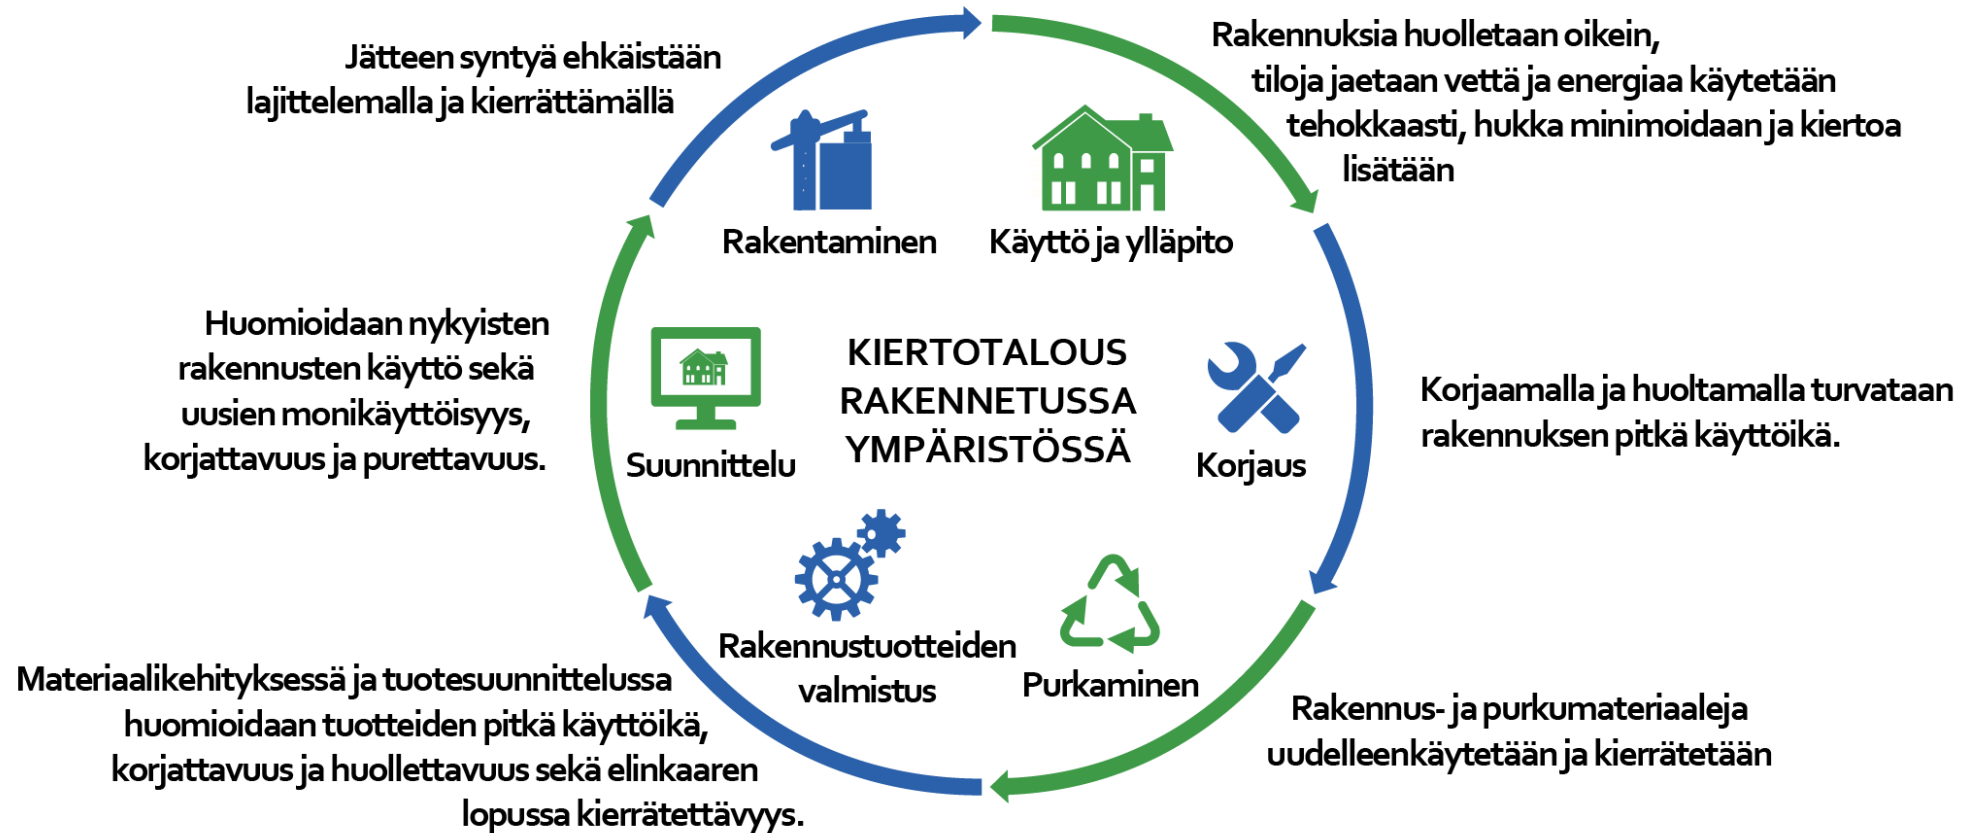 Jätteen syntyä ehkäistään
lajittelemalla ja kierrättämällä
Rakennuksia huolletaan oikein,
tiloja jaetaan vettä ja energiaa käytetään
tehokkaasti, hukka minimoidaan ja kiertoa
lisätään
Rakentaminen
Käyttö ja ylläpito
Huomioidaan nykyisten
rakennusten käyttö sekä
uusien monikäyttöisyys,
korjattavuus ja purettavuus.
Suunnittelu
KIERTOTALOUS
RAKENNETUSSA
YMPÄRISTÖSSÄ
Korjaus
Korjaamalla ja huoltamalla turvataan
rakennuksen pitkä käyttöikä.
Rakennustuotteiden
valmistus
Purkaminen
Materiaalikehityksessä ja tuotesuunnittelussa
huomioidaan tuotteiden pitkä käyttöikä,
korjattavuus ja huollettavuus sekä elinkaaren
lopussa kierrätettävyys.
Rakennus- ja purkumateriaaleja
uudelleenkäytetään ja kierrätetään